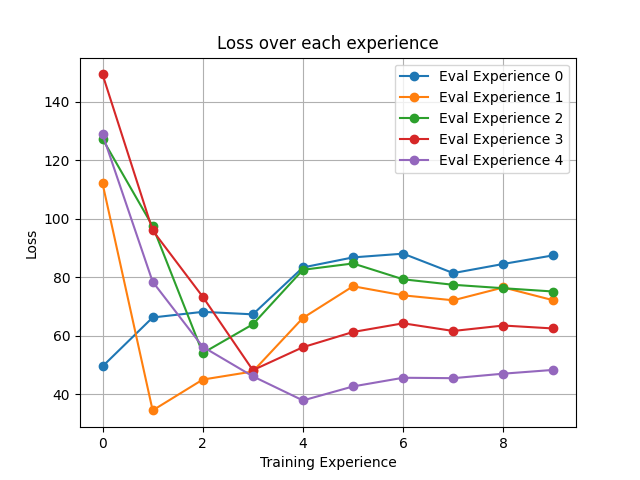 Loss over each experience
Eval Experience 0
Eval Experience 1
Eval Experience 2
Eval Experience 3
Eval Experience 4
Loss
140
120
100
80
60
40
0 2 4 6 8
Training Experience